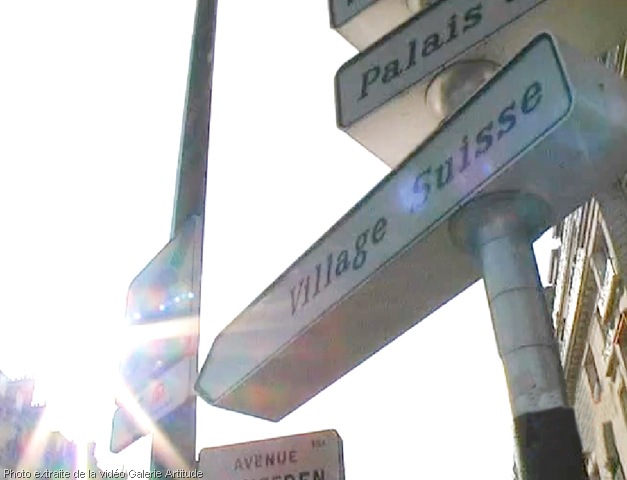 Palais
Village Suisse
AVENUE
Photo extraite de la vidéo Galerie Artitude